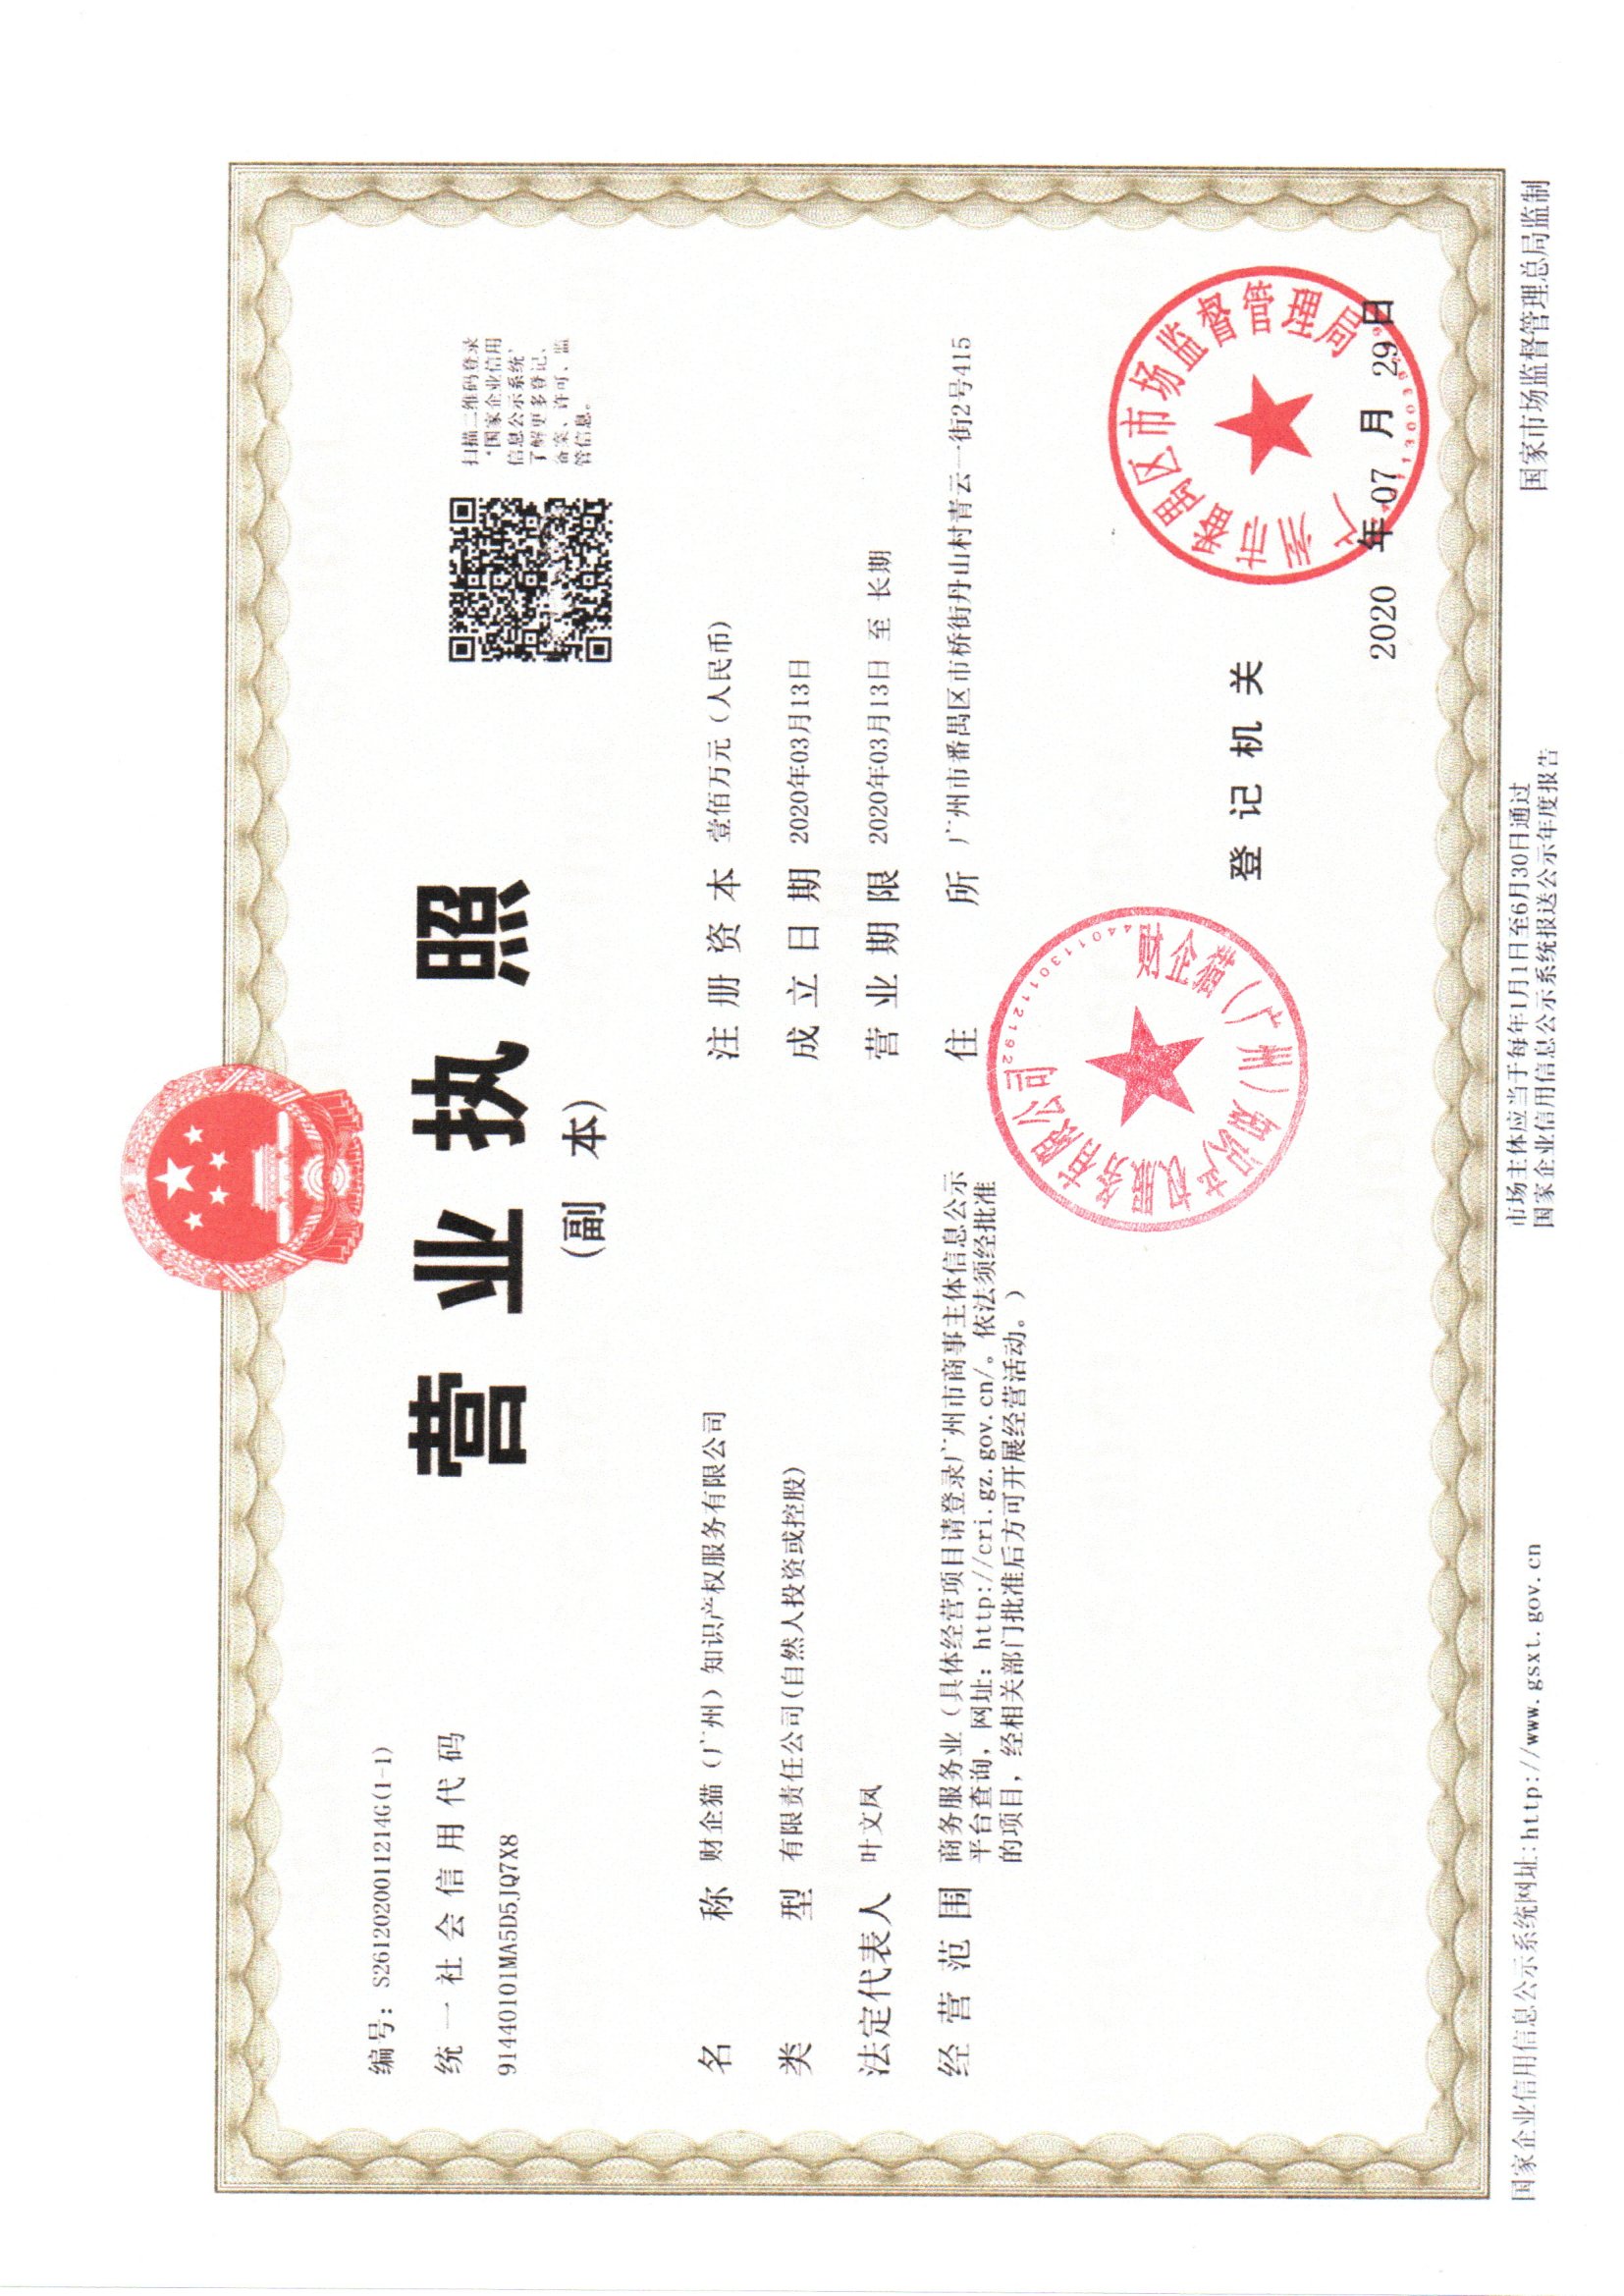 编号：S2612020011214G(1-1)
统一社会信用代码
91440101MA5D5JQ7X8
营业执照
（副 本）
扫描二维码登录
“国家企业信用
信息公示系统”
了解更多登记、
备案、许可、监
管信息。
名 称 财企猫（广州）知识产权服务有限公司
类 型 有限责任公司(自然人投资或控股)
法定代表人 叶文凤
经营范围 商务服务业（具体经营项目请登录广州市商事主体信息公示
平台查询，网址：http://cri.gz.gov.cn/。依法须经批准
的项目，经相关部门批准后方可开展经营活动。）
注册资本 壹佰万元（人民币）
成立日期 2020年03月13日
营业期限 2020年03月13日 至 长期
住 所 广州市番禺区市桥街丹山村青云一街2号415
财企猫（广州）知识产权服务有限公司
4401130112192
登记机关
广州市番禺区市场监督管理局
2020 年 07 月 29 日
国家企业信用信息公示系统网址：http://www.gsxt.gov.cn
市场主体应当于每年1月1日至6月30日通过
国家企业信用信息公示系统报送公示年度报告
国家市场监督管理总局监制